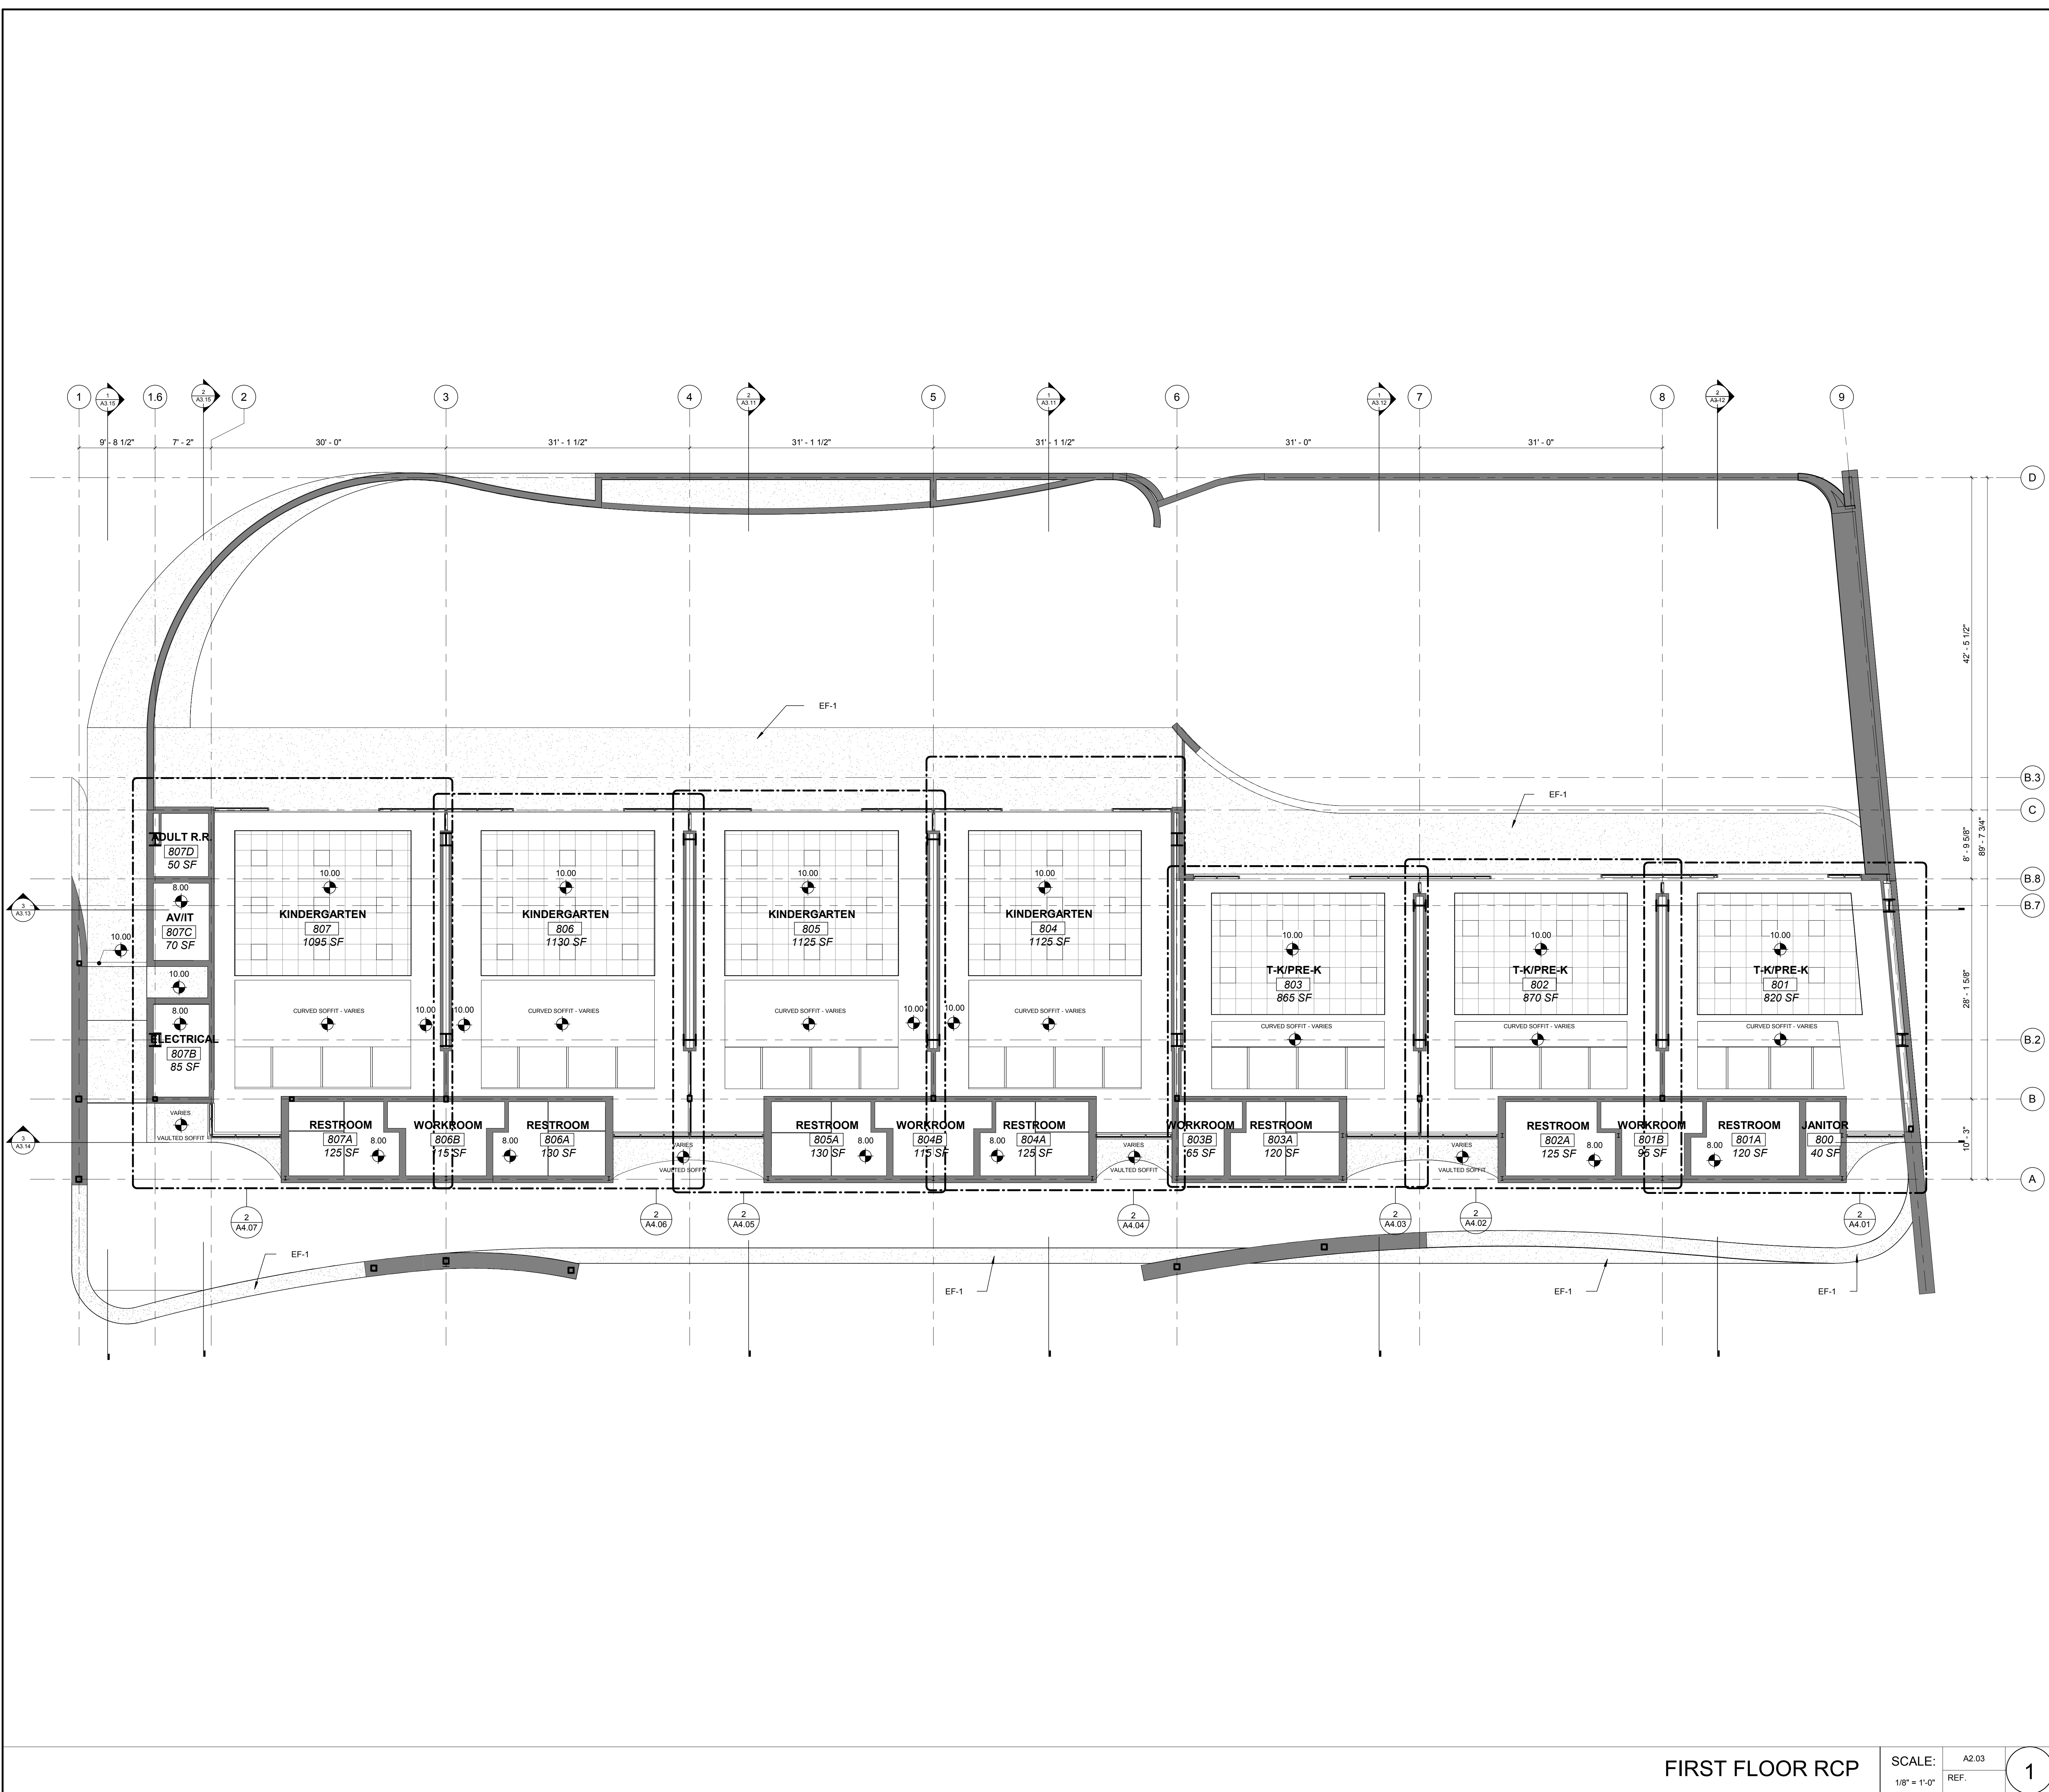 1
1
A3.15
1.6
2
A3.15
2
3
4
2
A3.11
5
1
A3.11
6
1
A3.12
7
8
2
A3.12
9
9' - 8 1/2"
7' - 2"
30' - 0"
31' - 1 1/2"
31' - 1 1/2"
31' - 1 1/2"
31' - 0"
31' - 0"
D
42' - 5 1/2"
EF-1
B.3
EF-1
C
8' - 9 5/8"
89' - 7 3/4"
B.8
B.7
28' - 1 5/8"
B.2
B
10' - 3"
A
3
A3.13
3
A3.14
ADULT R.R.
807D
50 SF
8.00
AV/IT
807C
70 SF
10.00
10.00
8.00
ELECTRICAL
807B
85 SF
VARIES
VAULTED SOFFIT
10.00
KINDERGARTEN
807
1095 SF
CURVED SOFFIT - VARIES
10.00
10.00
10.00
KINDERGARTEN
806
1130 SF
CURVED SOFFIT - VARIES
10.00
KINDERGARTEN
805
1125 SF
CURVED SOFFIT - VARIES
10.00
10.00
10.00
KINDERGARTEN
804
1125 SF
CURVED SOFFIT - VARIES
10.00
T-K/PRE-K
803
865 SF
CURVED SOFFIT - VARIES
10.00
T-K/PRE-K
802
870 SF
CURVED SOFFIT - VARIES
10.00
T-K/PRE-K
801
820 SF
CURVED SOFFIT - VARIES
RESTROOM
807A
125 SF
8.00
WORKROOM
806B
115 SF
8.00
RESTROOM
806A
130 SF
VARIES
VAULTED SOFFIT
RESTROOM
805A
130 SF
8.00
WORKROOM
804B
115 SF
8.00
RESTROOM
804A
125 SF
VARIES
VAULTED SOFFIT
WORKROOM
803B
65 SF
RESTROOM
803A
120 SF
VARIES
VAULTED SOFFIT
RESTROOM
802A
125 SF
8.00
WORKROOM
801B
95 SF
8.00
RESTROOM
801A
120 SF
JANITOR
800
40 SF
2
A4.07
2
A4.06
2
A4.05
2
A4.04
2
A4.03
2
A4.02
2
A4.01
EF-1
EF-1
EF-1
EF-1
FIRST FLOOR RCP
SCALE:
1/8" = 1'-0"
A2.03
REF.
1